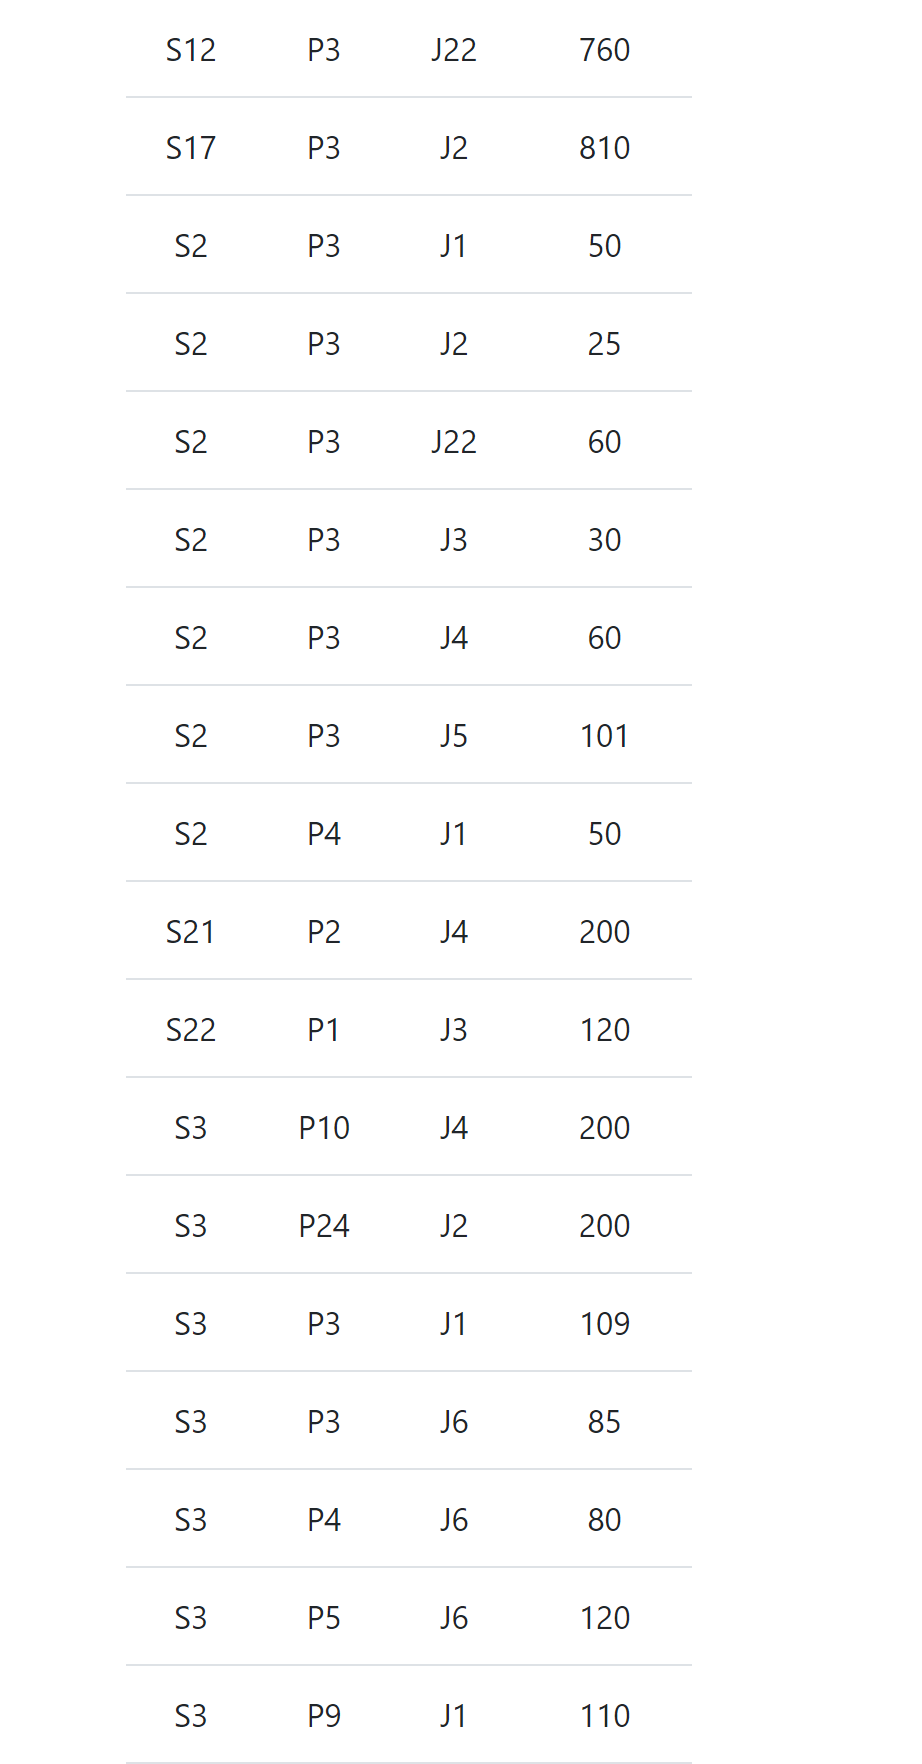 S12 P3 J22 760
S17 P3 J2 810
S2 P3 J1 50
S2 P3 J2 25
S2 P3 J22 60
S2 P3 J3 30
S2 P3 J4 60
S2 P3 J5 101
S2 P4 J1 50
S21 P2 J4 200
S22 P1 J3 120
S3 P10 J4 200
S3 P24 J2 200
S3 P3 J1 109
S3 P3 J6 85
S3 P4 J6 80
S3 P5 J6 120
S3 P9 J1 110